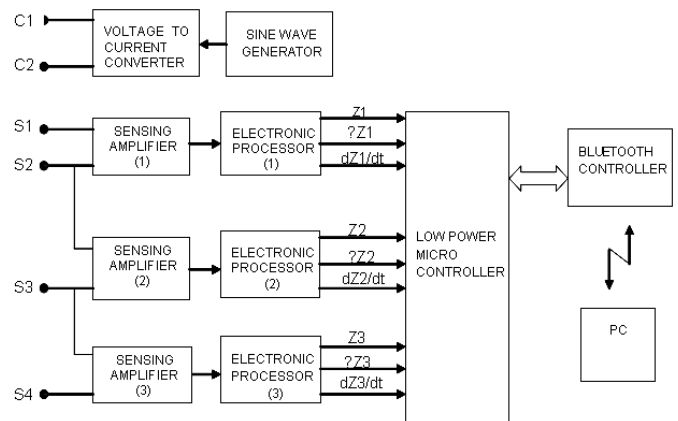 C1
C2
VOLTAGE TO
CURRENT
CONVERTER
SINE WAVE
GENERATOR
S1
S2
SENSING
AMPLIFIER
(1)
ELECTRONIC
PROCESSOR
(1)
Z1
?Z1
dZ1/dt
S3
SENSING
AMPLIFIER
(2)
ELECTRONIC
PROCESSOR
(2)
Z2
?Z2
dZ2/dt
S4
SENSING
AMPLIFIER
(3)
ELECTRONIC
PROCESSOR
(3)
Z3
?Z3
dZ3/dt
LOW POWER
MICRO
CONTROLLER
BLUETOOTH
CONTROLLER
PC